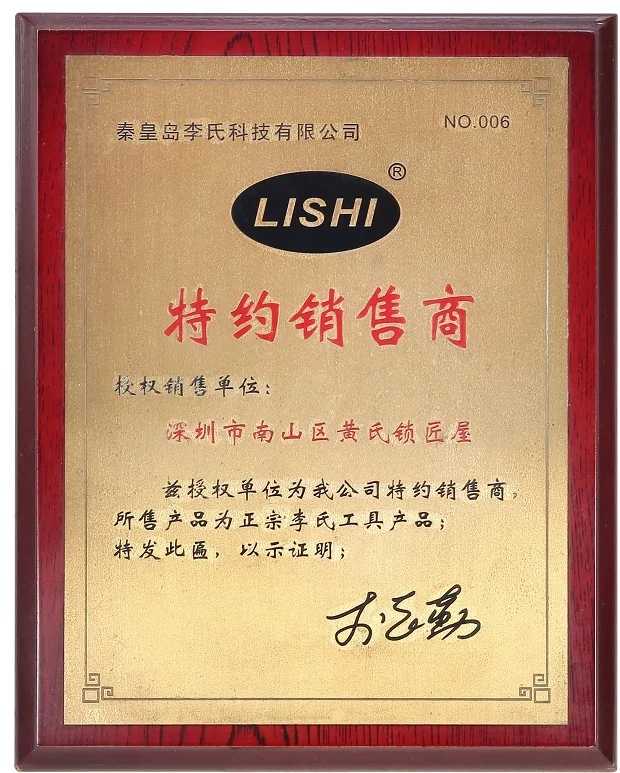 秦皇岛李氏科技有限公司
NO.006
LISHI®
特约销售商
授权销售单位:
深圳市南山区黄氏锁匠屋
兹授权单位为我公司特约销售商。
所售产品为正宗李氏工具产品;
特发此匾,以示证明;